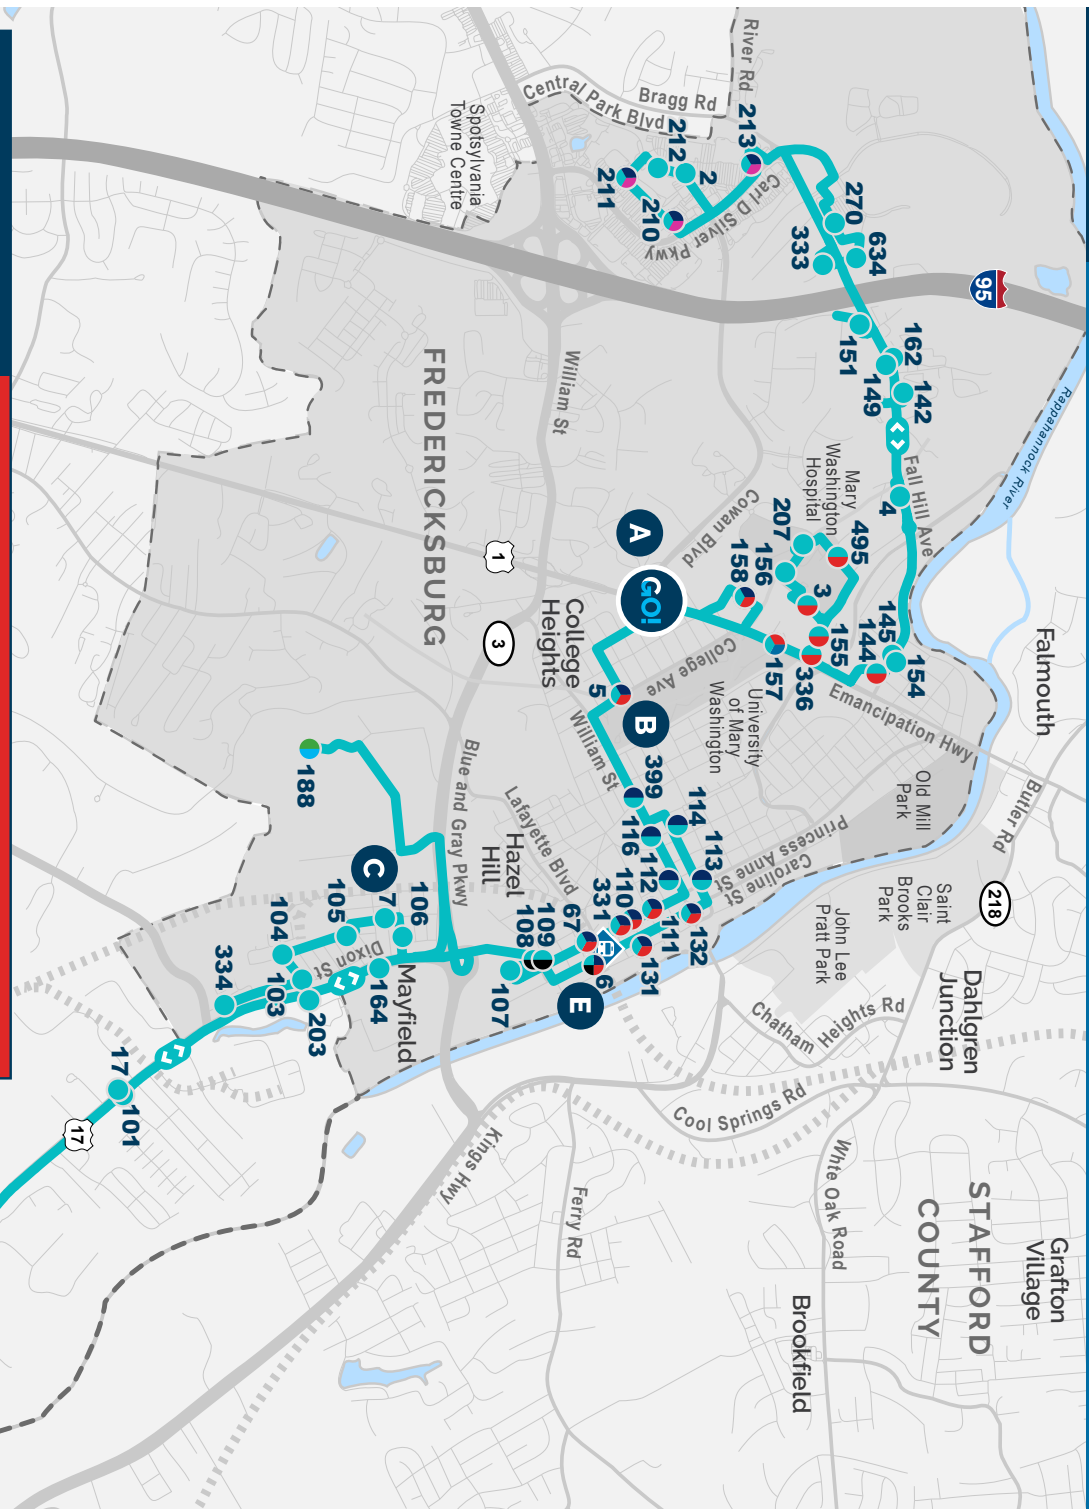 River Rd
Bragg Rd
Central Park Blvd
Spotsylvania
Towne Centre
213
212
2
211
210
Carl D Silver Pkwy
270
634
333
95
151
162
149
142
Fall Hill Ave
4
Rappahannock River
William St
FREDERICKSBURG
Mary
Washington
Hospital
Cowan Blvd
207
495
156
158
3
155
A
GO!
1
3
College
Heights
145
144
154
157
336
College Ave
5
B
University
of Mary
Washington
Emancipation Hwy
Falmouth
Butler Rd
Old Mill
Park
William St
399
114
113
116
112
Princess Anne St
Caroline St
188
Blue and Gray Pkwy
Lafayette Blvd
Hazel
Hill
C
106
7
105
104
Dixon St
334
103
203
164
Mayfield
331
110
111
132
67
131
109
108
107
6
E
218
Saint
Clair
Brooks
Park
John Lee
Pratt Park
Dahlgren
Junction
Chatham Heights Rd
Cool Springs Rd
17
101
17
Kings Hwy
Ferry Rd
Whte Oak Road
STAFFORD
COUNTY
Grafton
Village
Brookfield